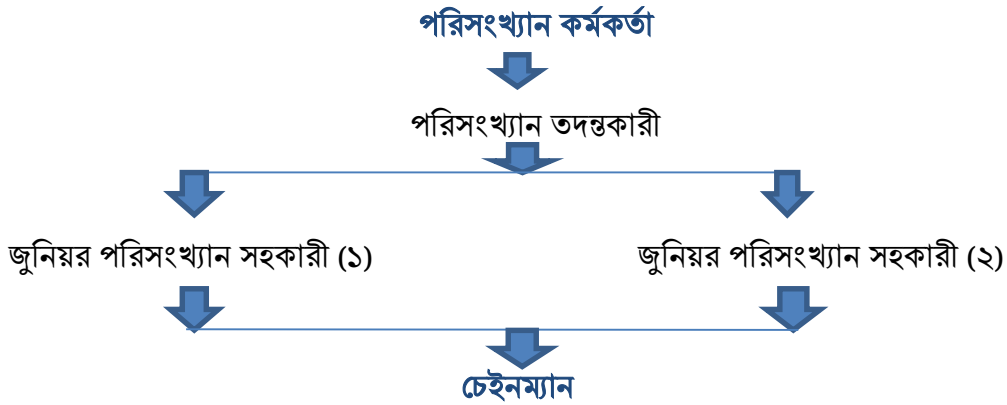 পরিসংখ্যান কর্মকর্তা
পরিসংখ্যান তদন্তকারী
জুনিয়র পরিসংখ্যান সহকারী (১) জুনিয়র পরিসংখ্যান সহকারী (২)
চেইনম্যান